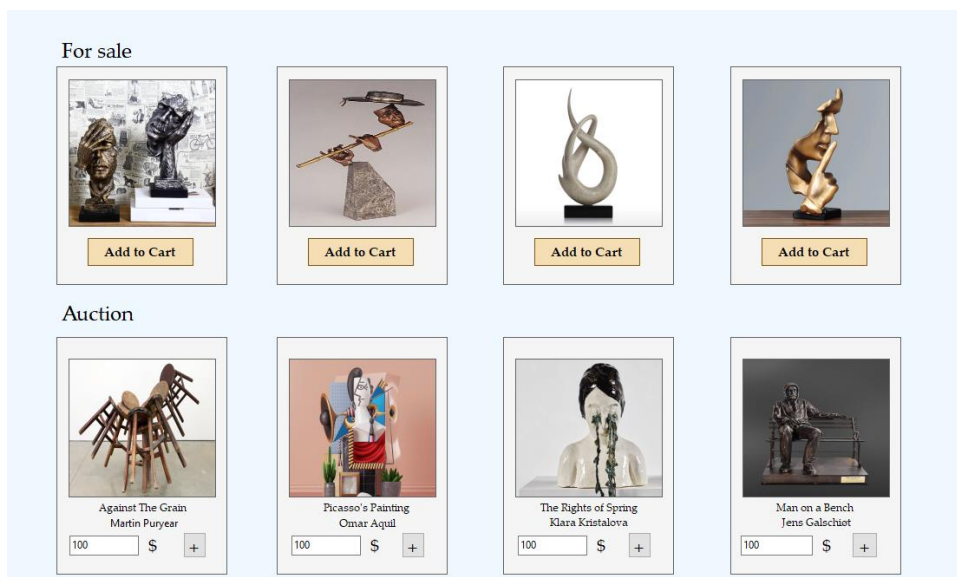 For sale
Add to Cart
Add to Cart
Add to Cart
Add to Cart
Auction
Against The Grain
Martin Puryear
100 $ +
Picasso's Painting
Omar Aquil
100 $ +
The Rights of Spring
Klara Kristalova
100 $ +
Man on a Bench
Jens Galschiøt
100 $ +